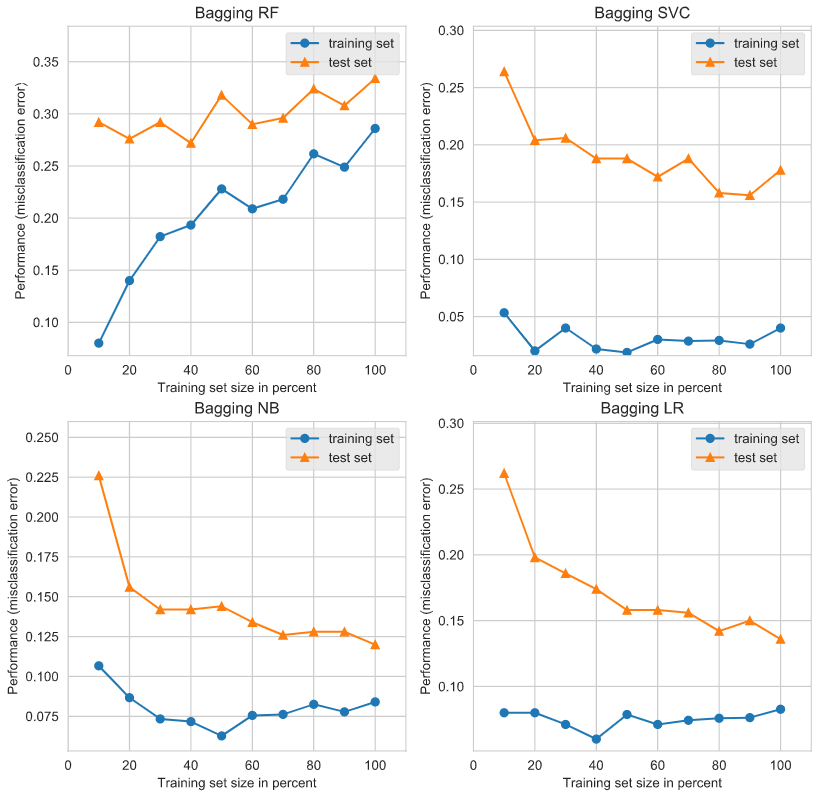 Bagging RF
training set
test set
0.35
0.30
0.25
0.20
0.15
0.10
Performance (misclassification error)
0 20 40 60 80 100
Training set size in percent
Bagging SVC
training set
test set
0.30
0.25
0.20
0.15
0.10
0.05
Performance (misclassification error)
0 20 40 60 80 100
Training set size in percent
Bagging NB
training set
test set
0.250
0.225
0.200
0.175
0.150
0.125
0.100
0.075
Performance (misclassification error)
0 20 40 60 80 100
Training set size in percent
Bagging LR
training set
test set
0.30
0.25
0.20
0.15
0.10
Performance (misclassification error)
0 20 40 60 80 100
Training set size in percent